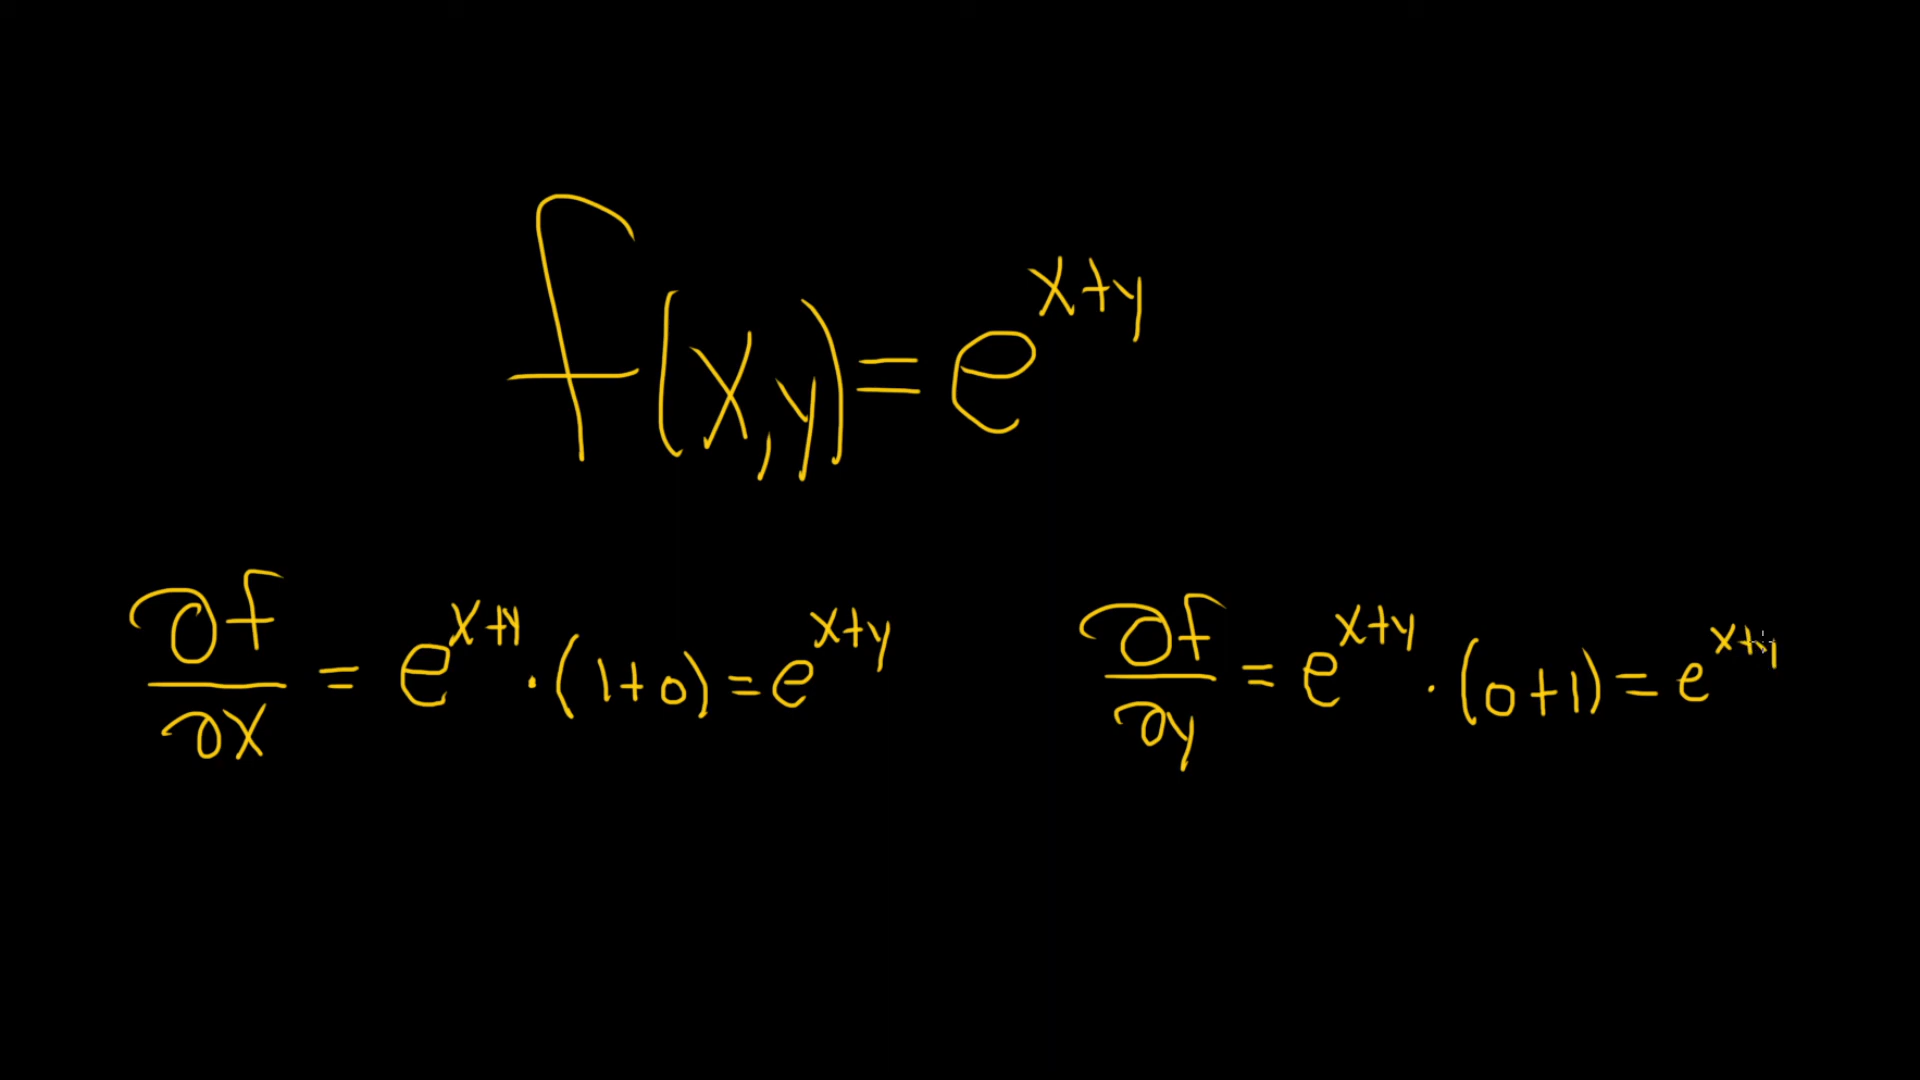 f(x,y)=e^{x+y}
∂f/∂x = e^{x+y} · (1+0) = e^{x+y}
∂f/∂y = e^{x+y} · (0+1) = e^{x+y}